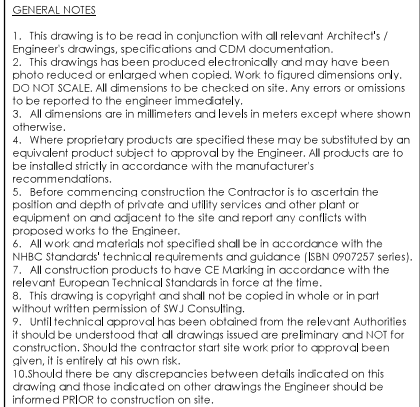 GENERAL NOTES
1. This drawing is to be read in conjunction with all relevant Architect's /
Engineer's drawings, specifications and CDM documentation.
2. This drawings has been produced electronically and may have been
photo reduced or enlarged when copied. Work to figured dimensions only.
DO NOT SCALE. All dimensions to be checked on site. Any errors or omissions
to be reported to the engineer immediately.
3. All dimensions are in millimeters and levels in meters except where shown
otherwise.
4. Where proprietary products are specified these may be substituted by an
equivalent product subject to approval by the Engineer. All products are to
be installed strictly in accordance with the manufacturer's
recommendations.
5. Before commencing construction the Contractor is to ascertain the
position and depth of private and utility services and other plant or
equipment on and adjacent to the site and report any conflicts with
proposed works to the Engineer.
6. All work and materials not specified shall be in accordance with the
NHBC Standards' technical requirements and guidance (ISBN 0907257 series).
7. All construction products to have CE Marking in accordance with the
relevant European Technical Standards in force at the time.
8. This drawing is copyright and shall not be copied in whole or in part
without written permission of SWJ Consulting.
9. Until technical approval has been obtained from the relevant Authorities
it should be understood that all drawings issued are preliminary and NOT for
construction. Should the contractor start site work prior to approval been
given, it is entirely at his own risk.
10.Should there be any discrepancies between details indicated on this
drawing and those indicated on other drawings the Engineer should be
informed PRIOR to construction on site.